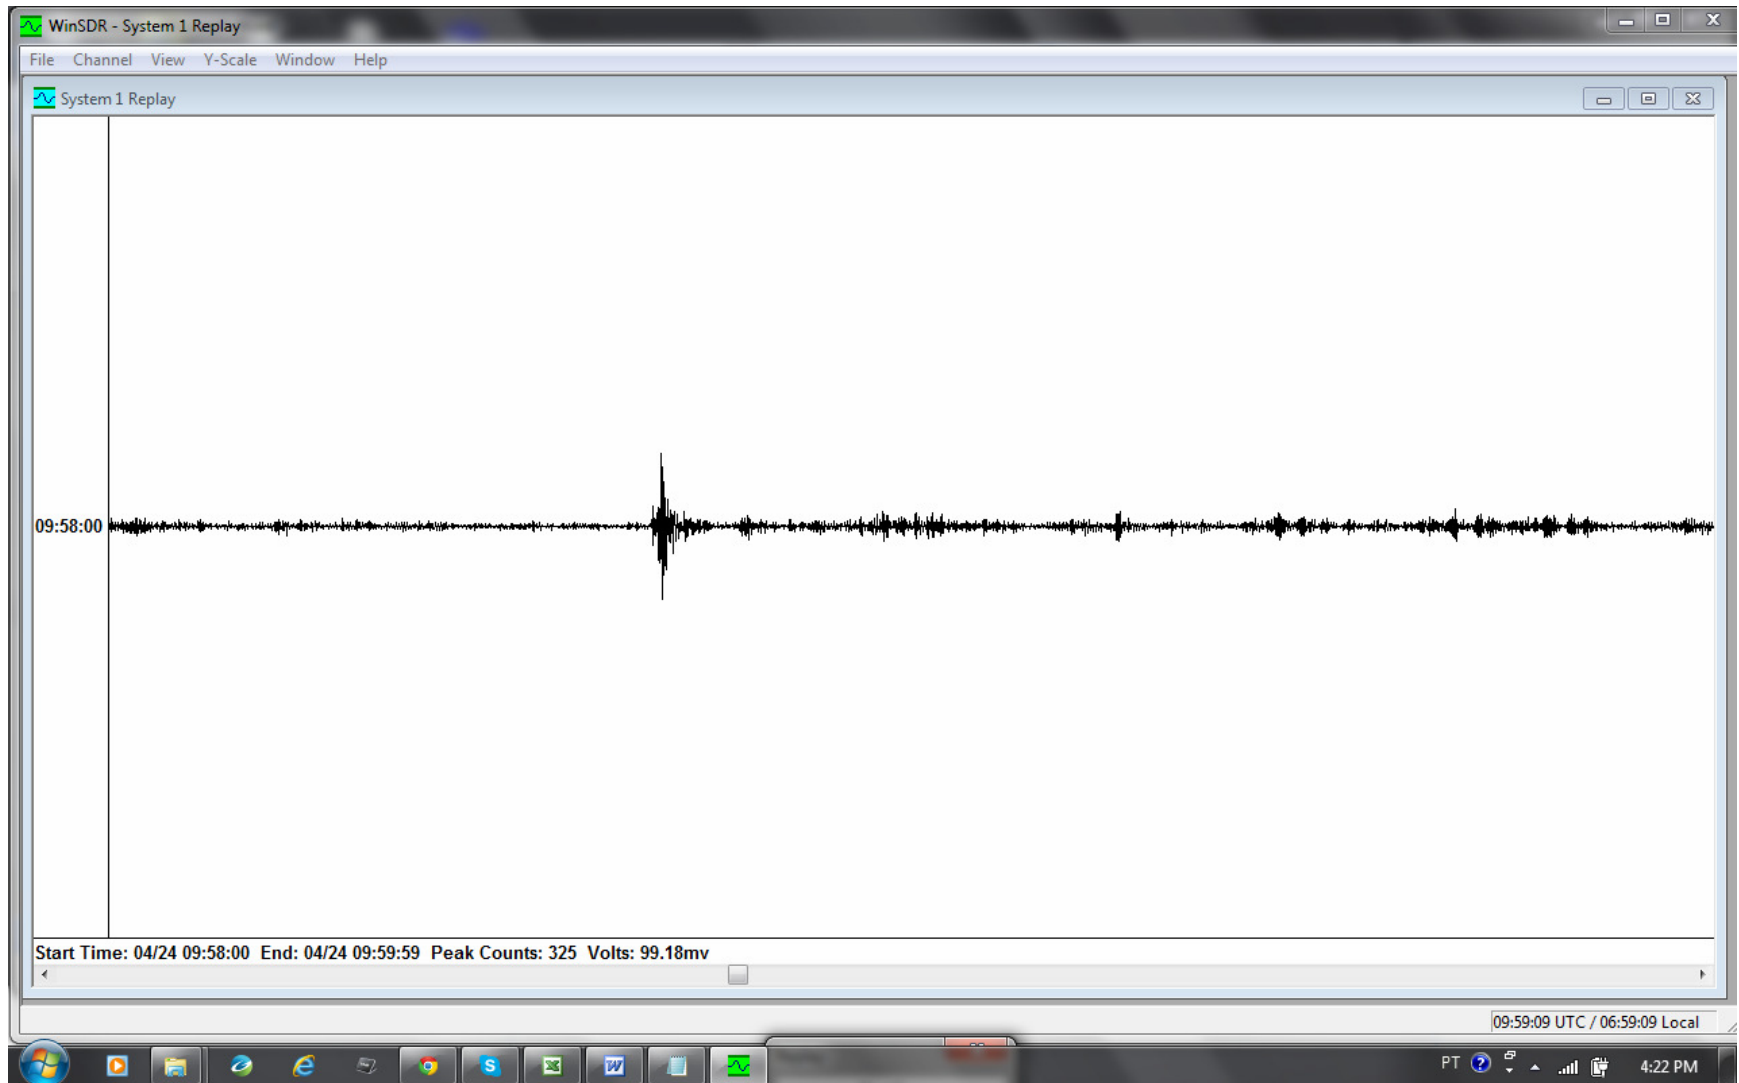 WinSDR - System 1 Replay
File Channel View Y-Scale Window Help
System 1 Replay
09:58:00
Start Time: 04/24 09:58:00 End: 04/24 09:59:59 Peak Counts: 325 Volts: 99.18mv
09:59:09 UTC / 06:59:09 Local
PT 4:22 PM